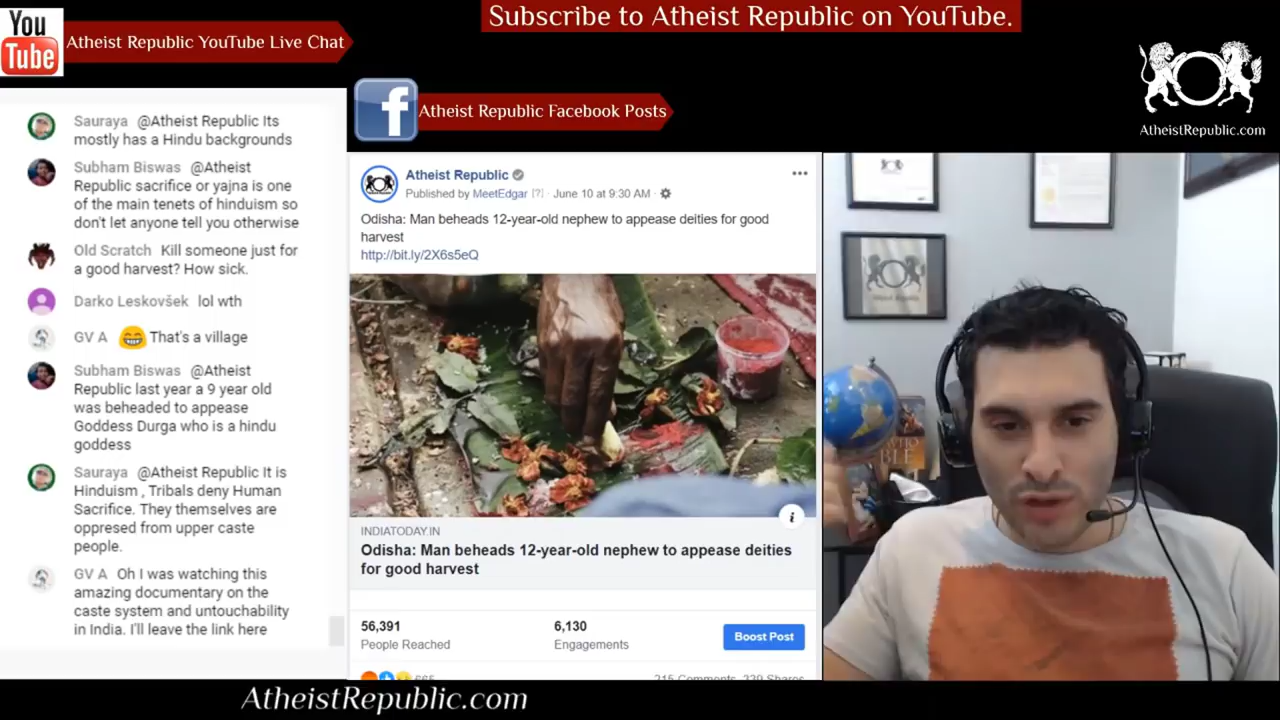 Subscribe to Atheist Republic on YouTube.
You
Tube
Atheist Republic YouTube Live Chat
AtheistRepublic.com
f
Atheist Republic Facebook Posts
Sauraya @Atheist Republic Its
mostly has a Hindu backgrounds
Subham Biswas @Atheist
Republic sacrifice or yajna is one
of the main tenets of hinduism so
don't let anyone tell you otherwise
Old Scratch Kill someone just for
a good harvest? How sick.
Darko Leskovšek lol wth
GV A 😂 That's a village
Subham Biswas @Atheist
Republic last year a 9 year old
was beheaded to appease
Goddess Durga who is a hindu
goddess
Sauraya @Atheist Republic It is
Hinduism , Tribals deny Human
Sacrifice. They themselves are
oppresed from upper caste
people.
GV A Oh I was watching this
amazing documentary on the
caste system and untouchability
in India. I'll leave the link here
Atheist Republic
Published by MeetEdgar [?] · June 10 at 9:30 AM ·
Odisha: Man beheads 12-year-old nephew to appease deities for good
harvest
http://bit.ly/2X6s5eQ
i
INDIATODAY.IN
Odisha: Man beheads 12-year-old nephew to appease deities
for good harvest
56,391
People Reached
6,130
Engagements
Boost Post
215 Comments 339 Shares
AtheistRepublic.com